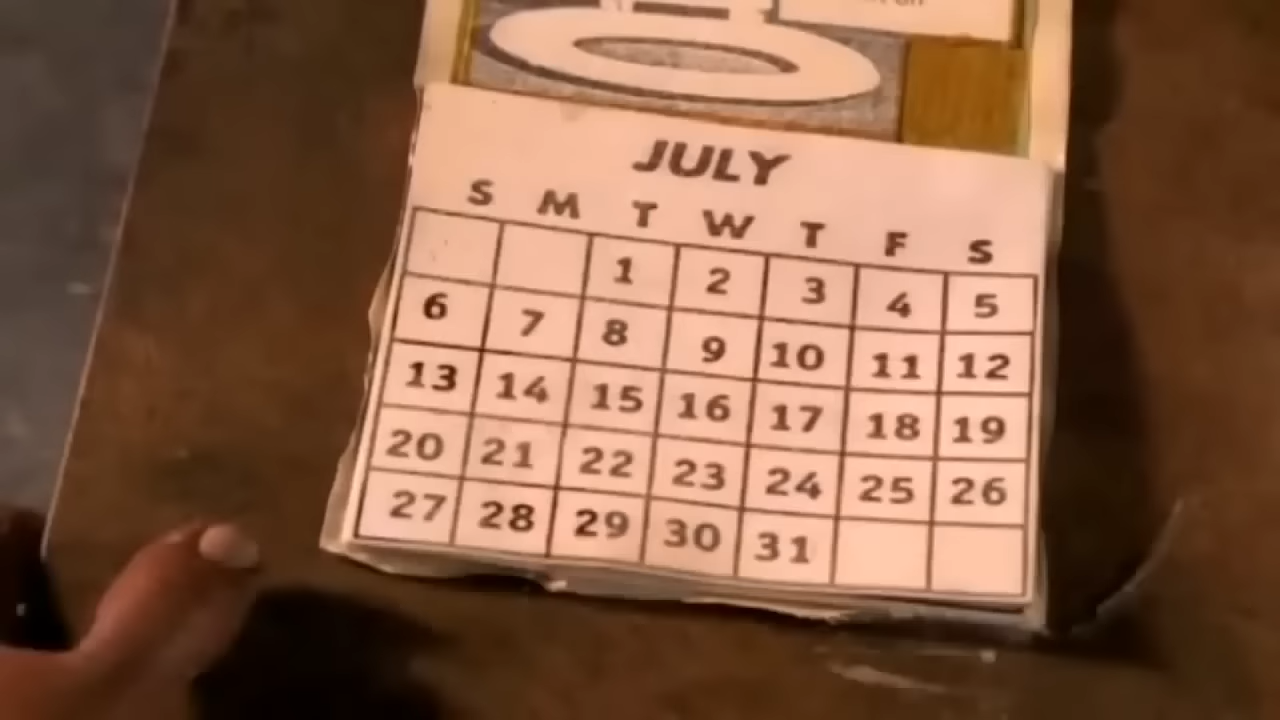 JULY
S M T W T F S
1 2 3 4 5
6 7 8 9 10 11 12
13 14 15 16 17 18 19
20 21 22 23 24 25 26
27 28 29 30 31